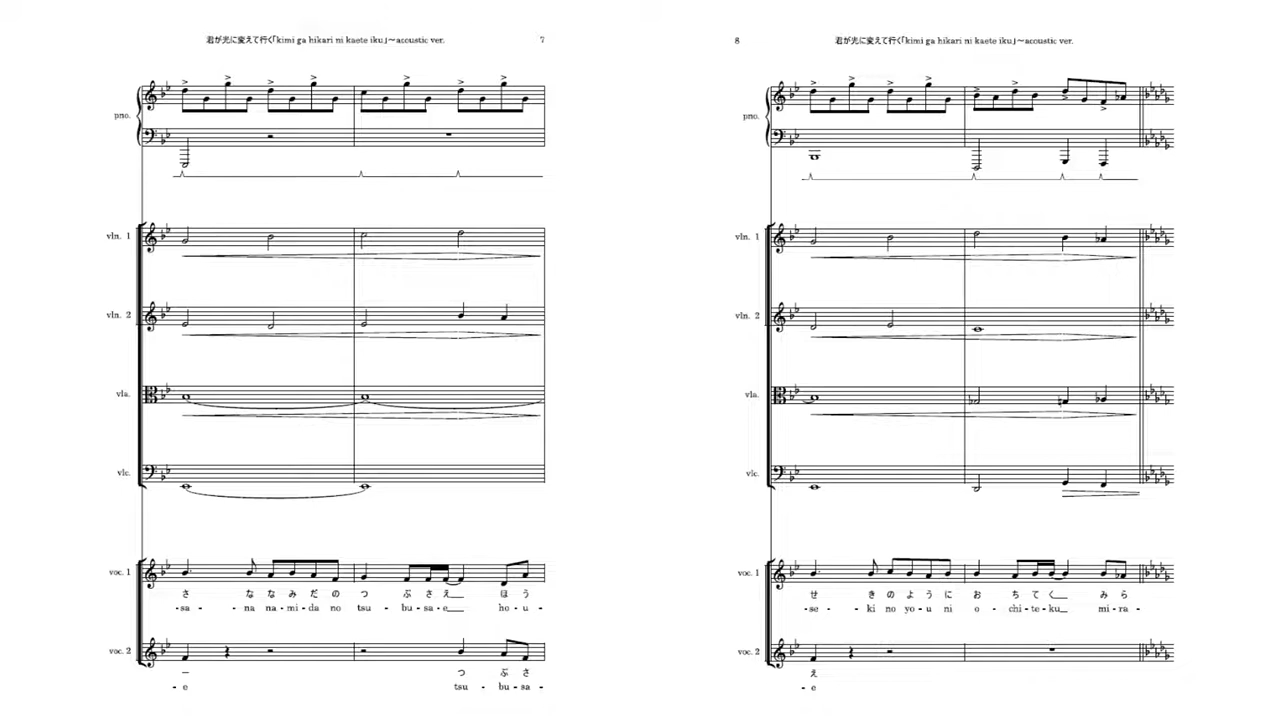 君が光に変えて行く「kimi ga hikari ni kaete iku」～acoustic ver. 7
pno.
vln. 1
vln. 2
vla.
vlc.
voc. 1
さ な な み だ の つ ぶ さ え ほ う
-sa- - na na-mi-da no tsu - bu-sa-e__ ho-u-
voc. 2
ー つ ぶ さ
- e tsu - bu-sa-
8 君が光に変えて行く「kimi ga hikari ni kaete iku」～acoustic ver.
pno.
vln. 1
vln. 2
vla.
vlc.
voc. 1
せ き の よ う に お ち て く み ら
-se- - ki no yo-u ni o - chi-te-ku__ mi-ra-
voc. 2
え
- e